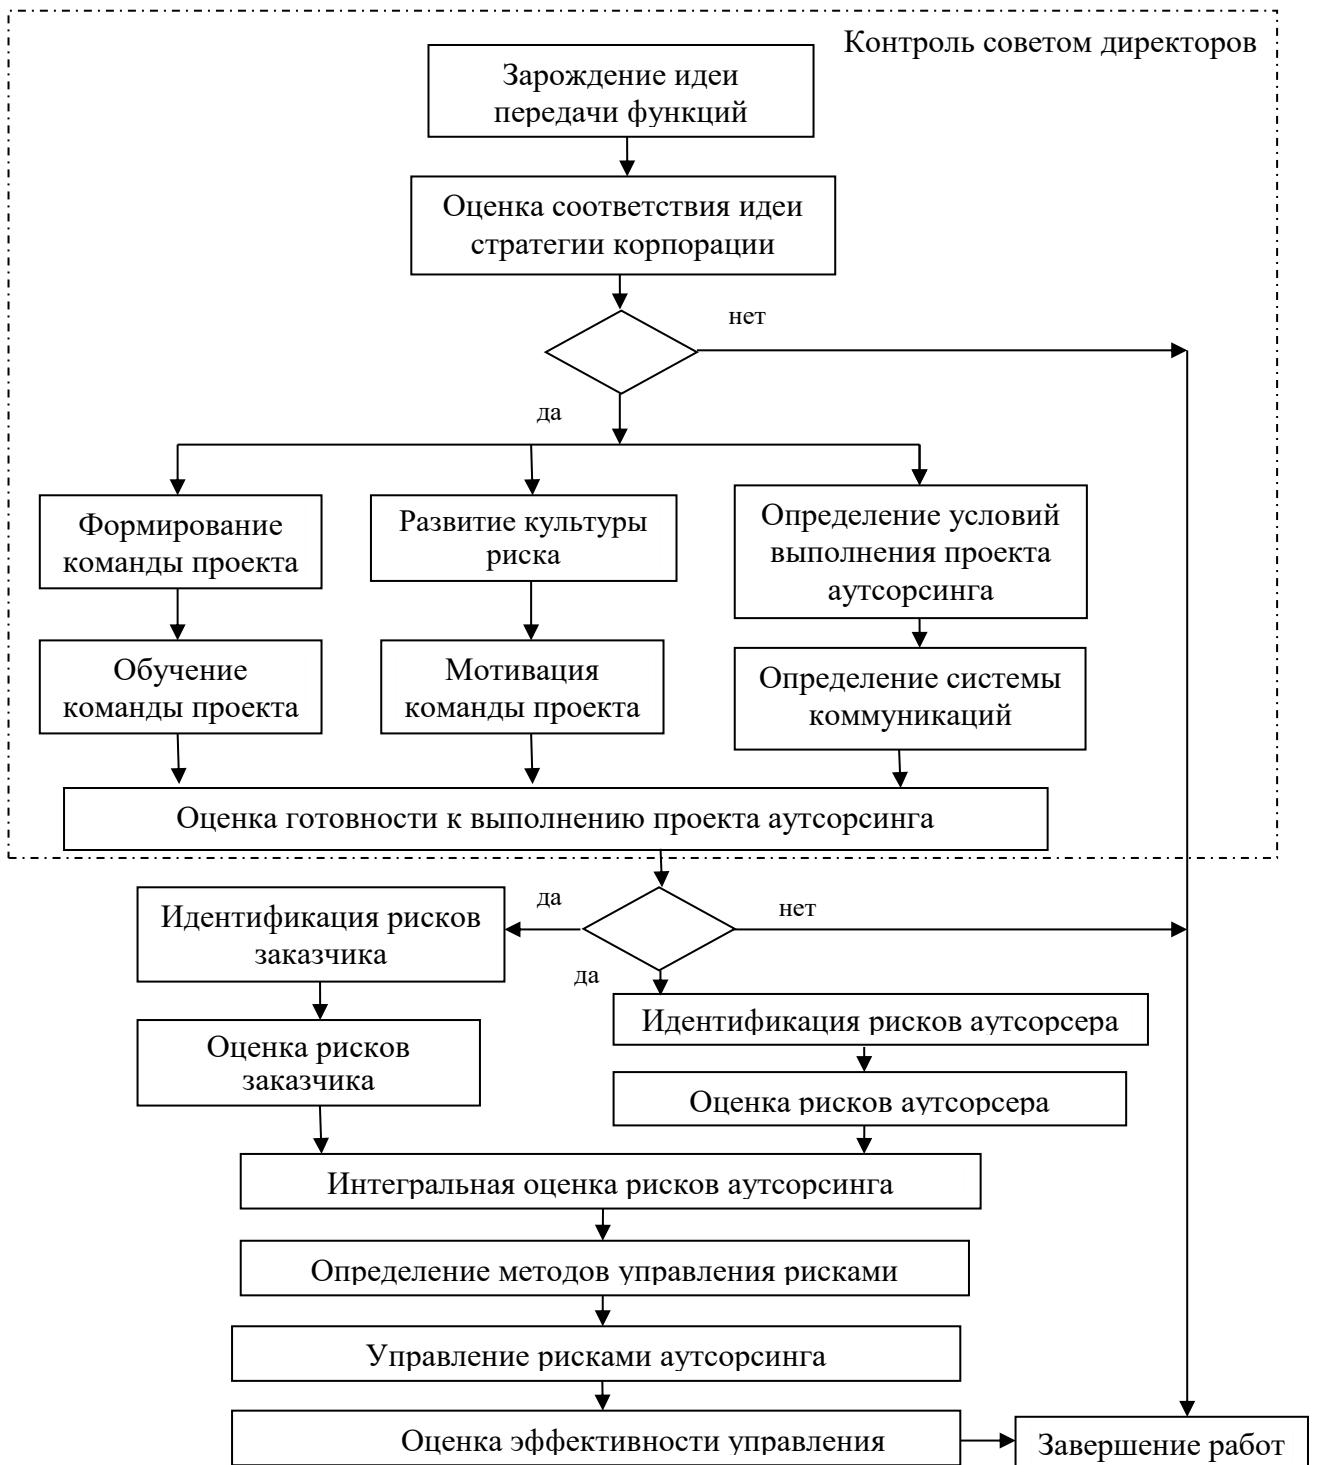 Контроль советом директоров
Зарождение идеи
передачи функций
Оценка соответствия идеи
стратегии корпорации
нет
да
Формирование
команды проекта
Развитие культуры
риска
Определение условий
выполнения проекта
аутсорсинга
Обучение
команды проекта
Мотивация
команды проекта
Определение системы
коммуникаций
Оценка готовности к выполнению проекта аутсорсинга
да
нет
Идентификация рисков
заказчика
да
Идентификация рисков аутсорсера
Оценка рисков
заказчика
Оценка рисков аутсорсера
Интегральная оценка рисков аутсорсинга
Определение методов управления рисками
Управление рисками аутсорсинга
Оценка эффективности управления
Завершение работ